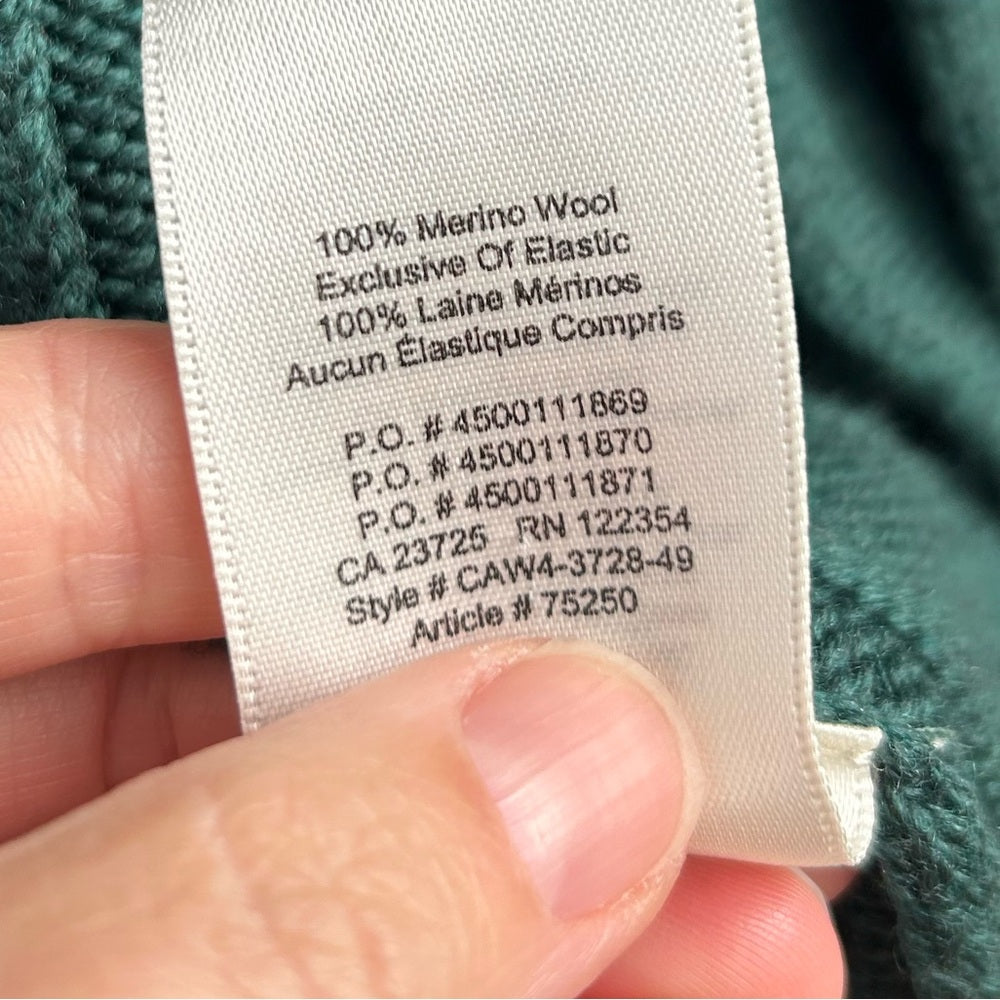 100% Merino Wool
Exclusive Of Elastic
100% Laine Mérinos
Aucun Élastique Compris
P.O. # 4500111869
P.O. # 4500111870
P.O. # 4500111871
CA 23725 RN 122354
Style # CAW4-3728-49
Article # 75250